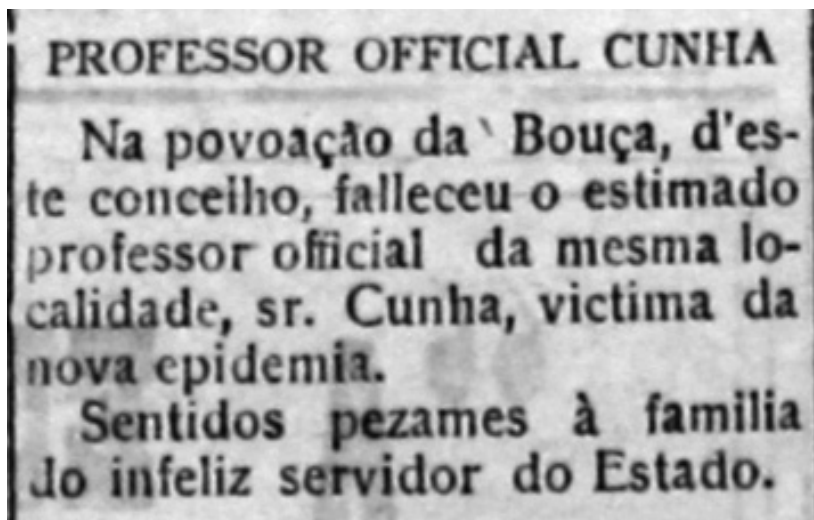 PROFESSOR OFFICIAL CUNHA
Na povoação da Bouça, d'es-
te concelho, falleceu o estimado
professor official da mesma lo-
calidade, sr. Cunha, victima da
nova epidemia.
Sentidos pezames à familia
do infeliz servidor do Estado.